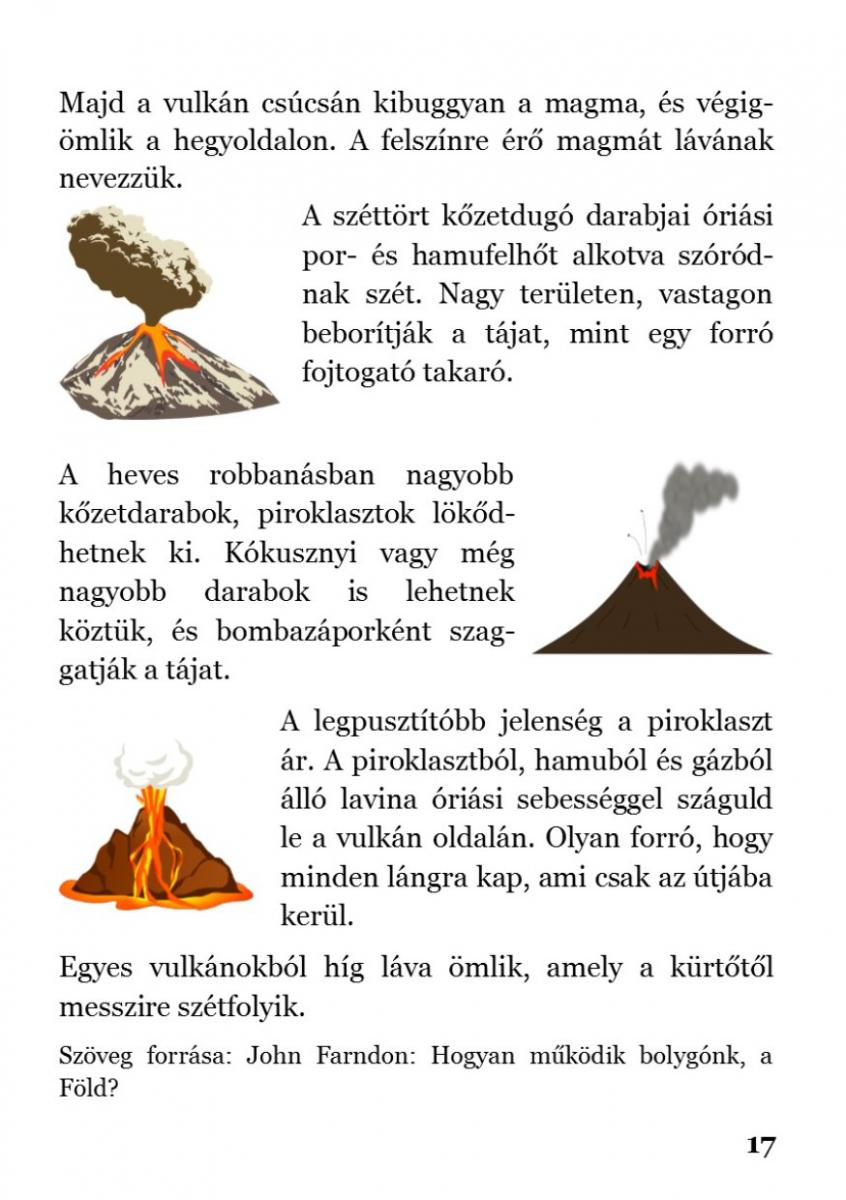 Majd a vulkán csúcsán kibuggyan a magma, és végig-
ömlik a hegyoldalon. A felszínre érő magmát lávának
nevezzük.
A széttört kőzetdugó darabjai óriási
por- és hamufelhőt alkotva szóród-
nak szét. Nagy területen, vastagon
beborítják a tájat, mint egy forró
fojtogató takaró.
A heves robbanásban nagyobb
kőzetdarabok, piroklasztok lökőd-
hetnek ki. Kókusznyi vagy még
nagyobb darabok is lehetnek
köztük, és bombazáporként szag-
gatják a tájat.
A legpusztítóbb jelenség a piroklaszt
ár. A piroklasztból, hamuból és gázból
álló lavina óriási sebességgel száguld
le a vulkán oldalán. Olyan forró, hogy
minden lángra kap, ami csak az útjába
kerül.
Egyes vulkánokból híg láva ömlik, amely a kürtőtől
messzire szétfolyik.
Szöveg forrása: John Farndon: Hogyan működik bolygónk, a
Föld?
17